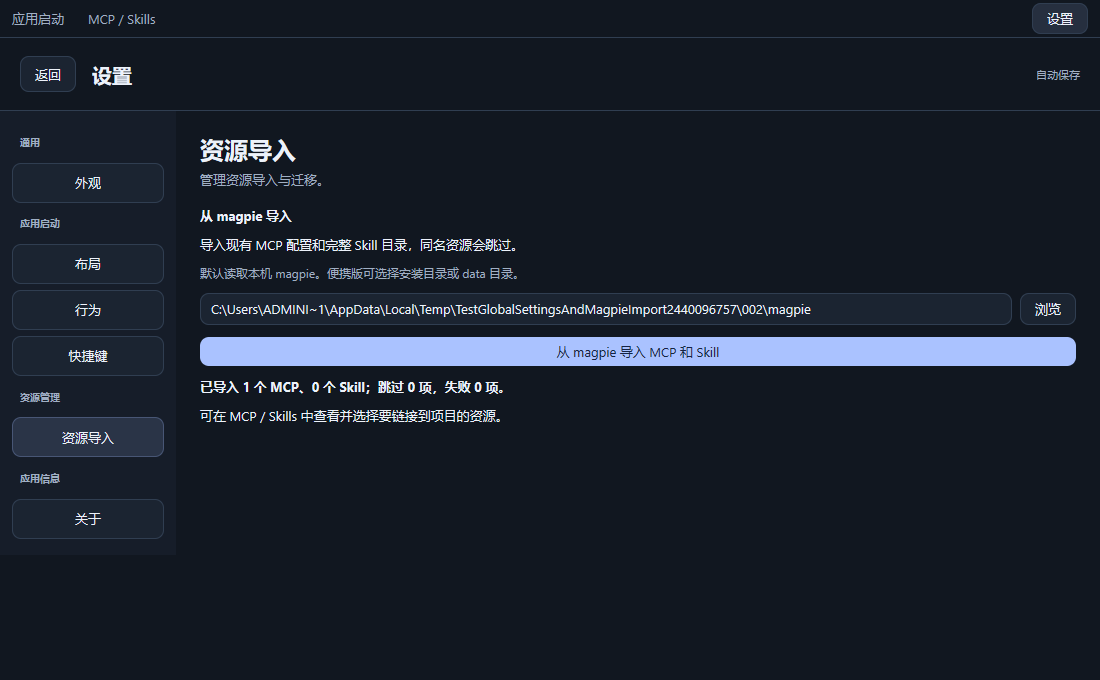 应用启动 MCP / Skills 设置
返回 设置 自动保存
通用
外观
应用启动
布局
行为
快捷键
资源管理
资源导入
应用信息
关于
资源导入
管理资源导入与迁移。
从 magpie 导入
导入现有 MCP 配置和完整 Skill 目录，同名资源会跳过。
默认读取本机 magpie。便携版可选择安装目录或 data 目录。
C:\Users\ADMINI~1\AppData\Local\Temp\TestGlobalSettingsAndMagpieImport2440096757\002\magpie 浏览
从 magpie 导入 MCP 和 Skill
已导入 1 个 MCP、0 个 Skill；跳过 0 项，失败 0 项。
可在 MCP / Skills 中查看并选择要链接到项目的资源。